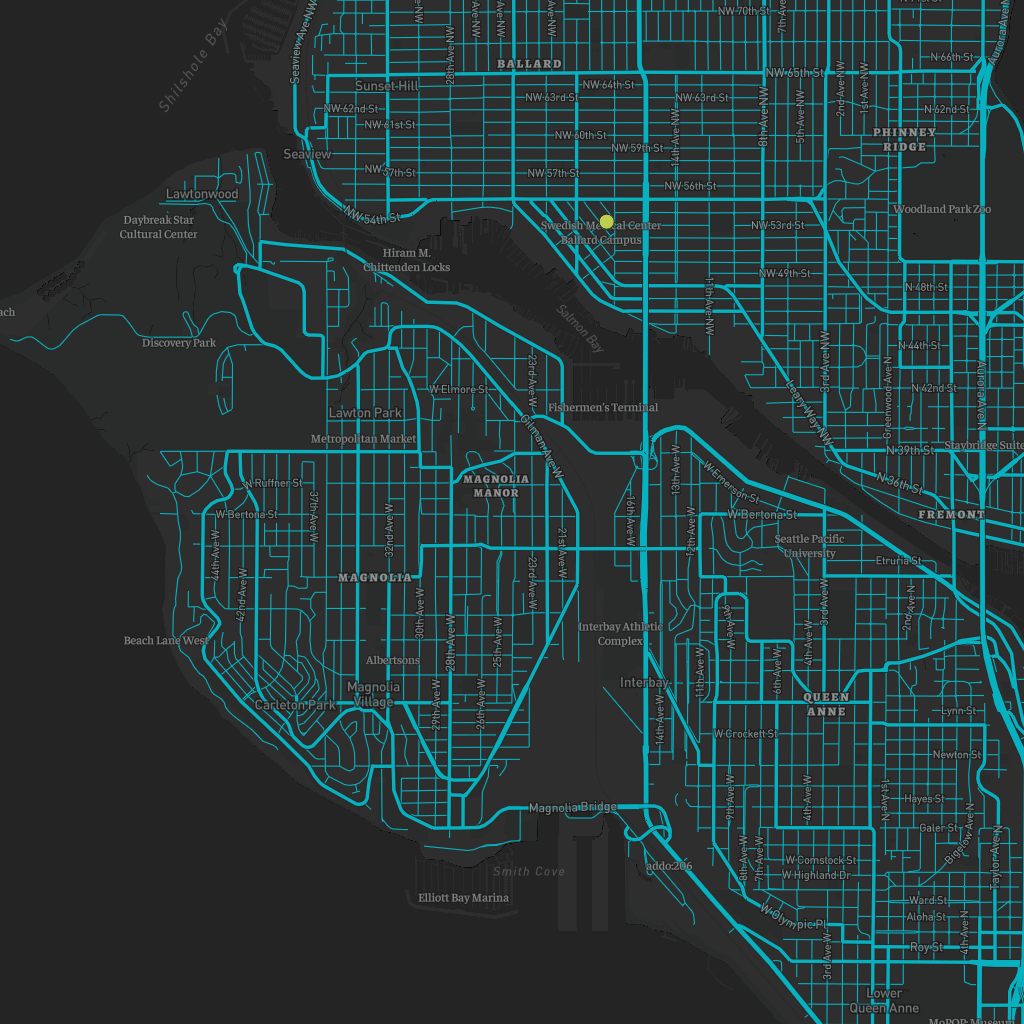 NW 70th St
7th Ave NW
Seaview Ave NW
28th Ave NW
Shilshole Bay
BALLARD
NW 65th St
N 66th St
Aurora Ave N
Sunset Hill
NW 64th St
NW 63rd St
NW 63rd St
8th Ave NW
5th Ave NW
2nd Ave NW
1st Ave NW
NW 62nd St
N 62nd St
NW 61st St
NW 60th St
14th Ave NW
PHINNEY
RIDGE
NW 59th St
Seaview
NW 57th St
NW 57th St
NW 56th St
Lawtonwood
NW 54th St
Woodland Park Zoo
Daybreak Star
Cultural Center
Swedish Medical Center
Ballard Campus
NW 53rd St
Hiram M.
Chittenden Locks
NW 49th St
N 48th St
11th Ave NW
ach
Salmon Bay
Discovery Park
N 44th St
3rd Ave NW
23rd Ave W
W Elmore St
N 42nd St
Aurora Ave N
Greenwood Ave N
Leary Way NW
Lawton Park
Fishermen's Terminal
Metropolitan Market
Gilman Ave W
Staybridge Suite
N 39th St
13th Ave W
W Emerson St
N 36th St
MAGNOLIA
MANOR
W Ruffner St
37th Ave W
16th Ave W
W Bertona St
W Bertona St
FREMONT
32nd Ave W
12th Ave W
Seattle Pacific
University
44th Ave W
21st Ave W
Etruria St
MAGNOLIA
42nd Ave W
23rd Ave W
3rd Ave W
2nd Ave N
30th Ave W
9th Ave W
Beach Lane West
28th Ave W
25th Ave W
Interbay Athletic
Complex
4th Ave W
Albertsons
11th Ave W
6th Ave W
Magnolia
Village
Interbay
Carleton Park
29th Ave W
26th Ave W
14th Ave W
QUEEN
ANNE
Lynn St
W Crockett St
Newton St
9th Ave W
4th Ave W
1st Ave N
Hayes St
Magnolia Bridge
Galer St
Bigelow Ave N
8th Ave W
7th Ave W
W Comstock St
Taylor Ave N
Smith Cove
addo:206
W Highland Dr
Elliott Bay Marina
Ward St
W Olympic Pl
Aloha St
4th Ave N
3rd Ave W
Roy St
Lower
Queen Anne
MoPOP: Museum